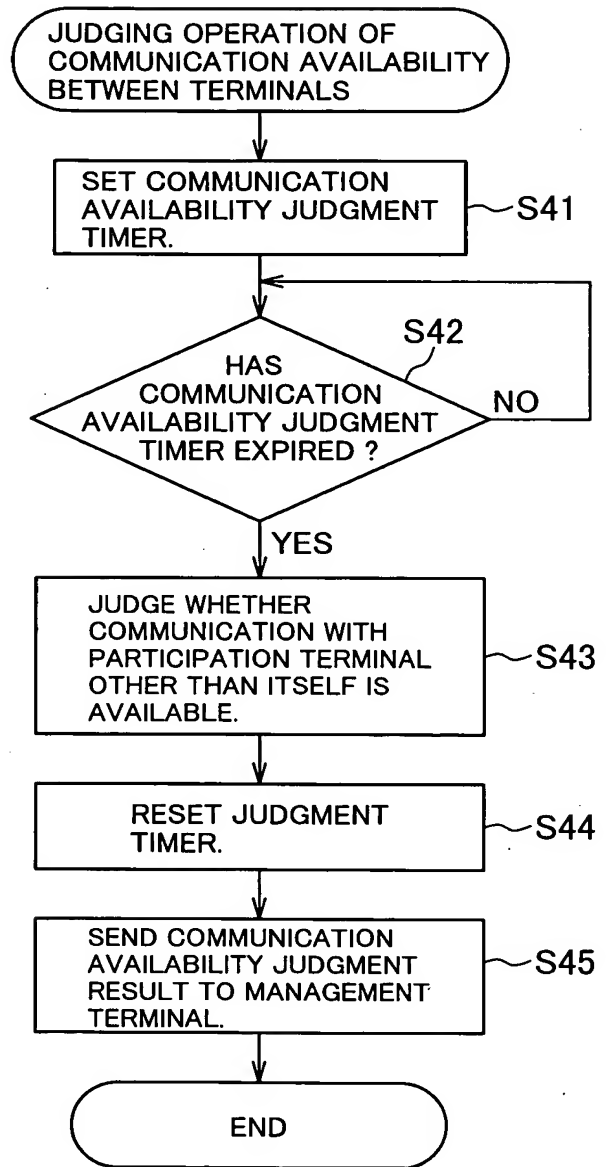 JUDGING OPERATION OF
COMMUNICATION AVAILABILITY
BETWEEN TERMINALS
SET COMMUNICATION
AVAILABILITY JUDGMENT
TIMER.
S41
S42
HAS
COMMUNICATION
AVAILABILITY JUDGMENT
TIMER EXPIRED ?
NO
YES
JUDGE WHETHER
COMMUNICATION WITH
PARTICIPATION TERMINAL
OTHER THAN ITSELF IS
AVAILABLE.
S43
RESET JUDGMENT
TIMER.
S44
SEND COMMUNICATION
AVAILABILITY JUDGMENT
RESULT TO MANAGEMENT
TERMINAL.
S45
END